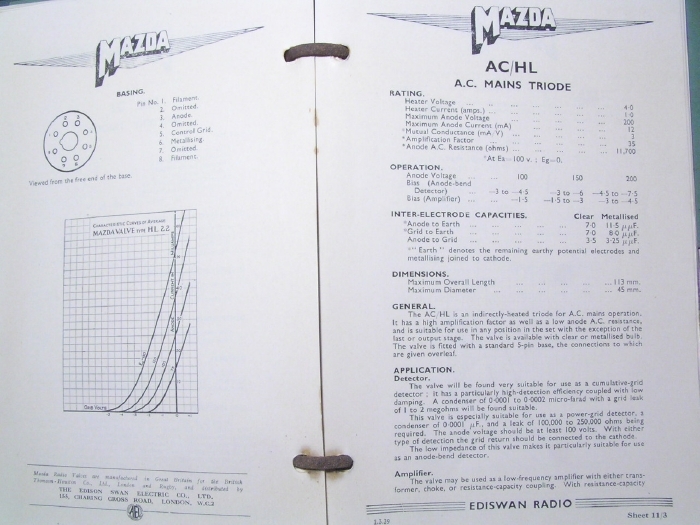 MAZDA
BASING.
Pin No. 1. Filament.
2. Omitted.
3. Anode.
4. Omitted.
5. Control Grid.
6. Metallising.
7. Omitted.
8. Filament.
Viewed from the free end of the base.
CHARACTERISTIC CURVES OF AVERAGE
MAZDA VALVE TYPE HL 22
Grid Volts
Mazda Radio Valves are manufactured in Great Britain for the British
Thomson-Houston Co., Ltd., London and Rugby, and distributed by
THE EDISON SWAN ELECTRIC CO., LTD.,
155, CHARING CROSS ROAD, LONDON, W.C.2
MAZDA
AC/HL
A.C. MAINS TRIODE
RATING.
Heater Voltage ... 4·0
Heater Current (amps.) ... 1·0
Maximum Anode Voltage ... 200
Maximum Anode Current (mA) ... 12
*Mutual Conductance (mA/V) ... 3
*Amplification Factor ... 35
*Anode A.C. Resistance (ohms) ... 11,700
*At Ea=100 v. ; Eg=0.
OPERATION.
Anode Voltage ... 100 150 200
Bias (Anode-bend
Detector) ... —3 to —4·5 —3 to —6 —4·5 to —7·5
Bias (Amplifier) ... —1·5 —1·5 to —3 —3 to —4·5
INTER-ELECTRODE CAPACITIES. Clear Metallised
*Anode to Earth ... 7·0 11·5 μμF.
*Grid to Earth ... 7·0 8·0 μμF.
Anode to Grid ... 3·5 3·25 μμF.
"Earth" denotes the remaining earthy potential electrodes and
metallising joined to cathode.
DIMENSIONS.
Maximum Overall Length ... 113 mm.
Maximum Diameter ... 45 mm.
GENERAL.
The AC/HL is an indirectly-heated triode for A.C. mains operation.
It has a high amplification factor as well as a low anode A.C. resistance,
and is suitable for use in any position in the set with the exception of the
last or output stage. The valve is available with clear or metallised bulb.
The valve is fitted with a standard 5-pin base, the connections to which
are given overleaf.
APPLICATION.
Detector.
The valve will be found very suitable for use as a cumulative-grid
detector ; it has a particularly high-detection efficiency coupled with low
damping. A condenser of 0·0001 to 0·0002 micro-farad with a grid leak
of 1 to 2 megohms will be found suitable.
This valve is especially suitable for use as a power-grid detector, a
condenser of 0·0001 μF., and a leak of 100,000 to 250,000 ohms being
required. The anode voltage should be at least 100 volts. With either
type of detection the grid return should be connected to the cathode.
The low impedance of this valve makes it particularly suitable for use
as an anode-bend detector.
Amplifier.
The valve may be used as a low-frequency amplifier with either trans-
former, choke, or resistance-capacity coupling. With resistance-capacity
EDISWAN RADIO
1.2.39
Sheet 11/3